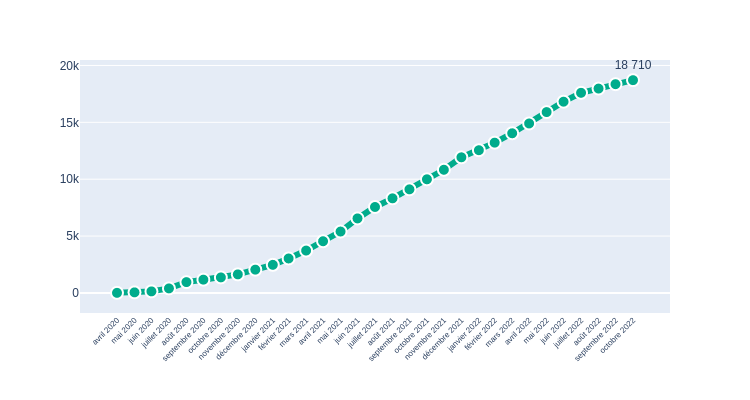 20k
18 710
15k
10k
5k
0
avril 2020
mai 2020
juin 2020
juillet 2020
août 2020
septembre 2020
octobre 2020
novembre 2020
décembre 2020
janvier 2021
février 2021
mars 2021
avril 2021
mai 2021
juin 2021
juillet 2021
août 2021
septembre 2021
octobre 2021
novembre 2021
décembre 2021
janvier 2022
février 2022
mars 2022
avril 2022
mai 2022
juin 2022
juillet 2022
août 2022
septembre 2022
octobre 2022